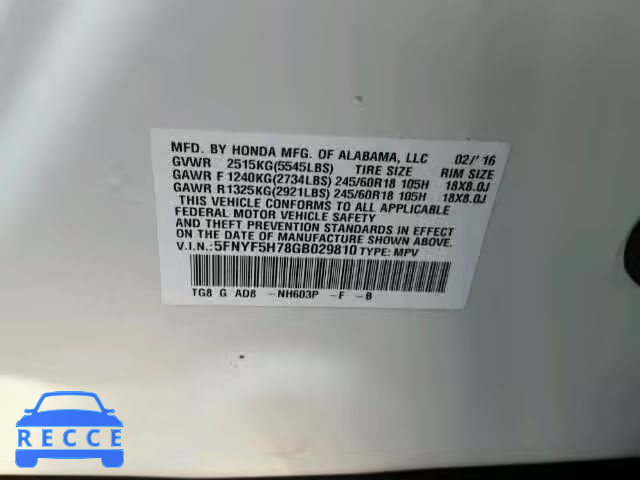 MFD. BY HONDA MFG. OF ALABAMA, LLC 02/'16
GVWR 2515KG(5545LBS) TIRE SIZE RIM SIZE
GAWR F 1240KG(2734LBS) 245/60R18 105H 18X8.0J
GAWR R1325KG(2921LBS) 245/60R18 105H 18X8.0J
THIS VEHICLE CONFORMS TO ALL APPLICABLE
FEDERAL MOTOR VEHICLE SAFETY
AND THEFT PREVENTION STANDARDS IN EFFECT
ON THE DATE OF MANUFACTURE SHOWN ABOVE.
V.I.N.:5FNYF5H78GB029810 TYPE: MPV
TG8 G AD8 -NH603P -F -B
RECCE